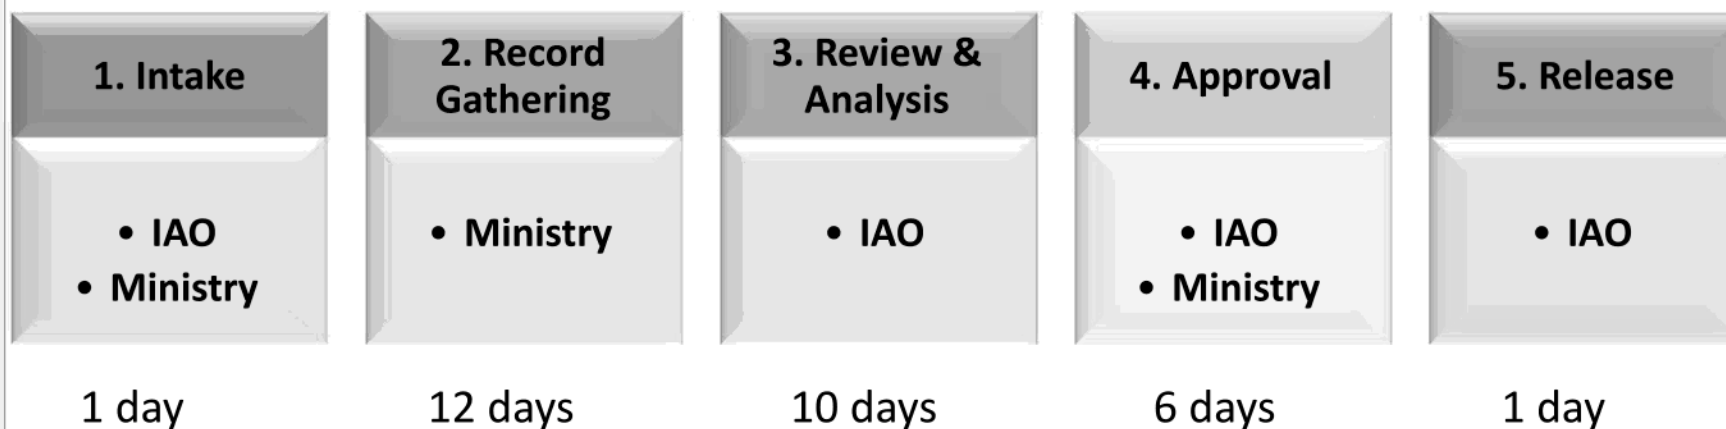 1. Intake
• IAO
• Ministry
1 day
2. Record
Gathering
• Ministry
12 days
3. Review &
Analysis
• IAO
10 days
4. Approval
• IAO
• Ministry
6 days
5. Release
• IAO
1 day